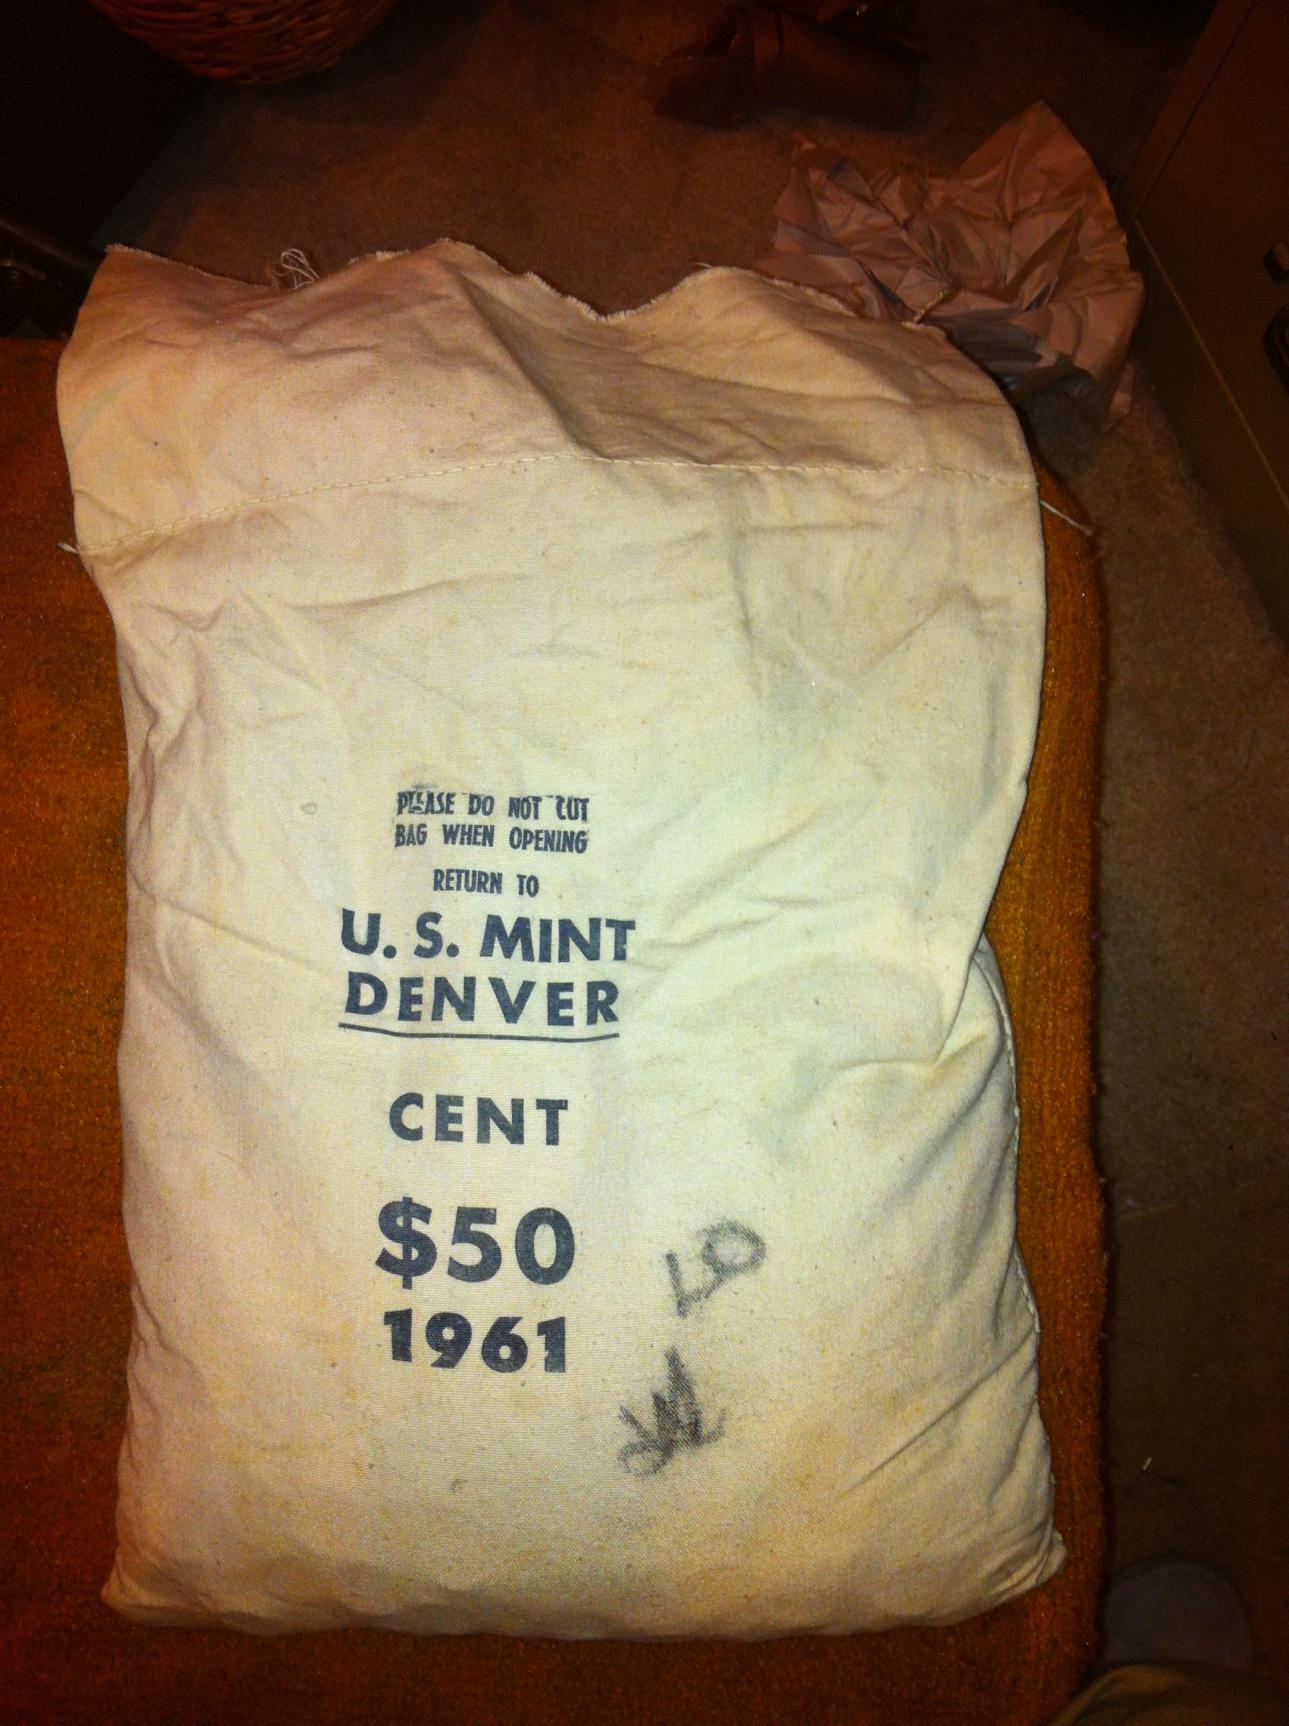 PLEASE DO NOT CUT
BAG WHEN OPENING
RETURN TO
U. S. MINT
DENVER
CENT
$50
1961